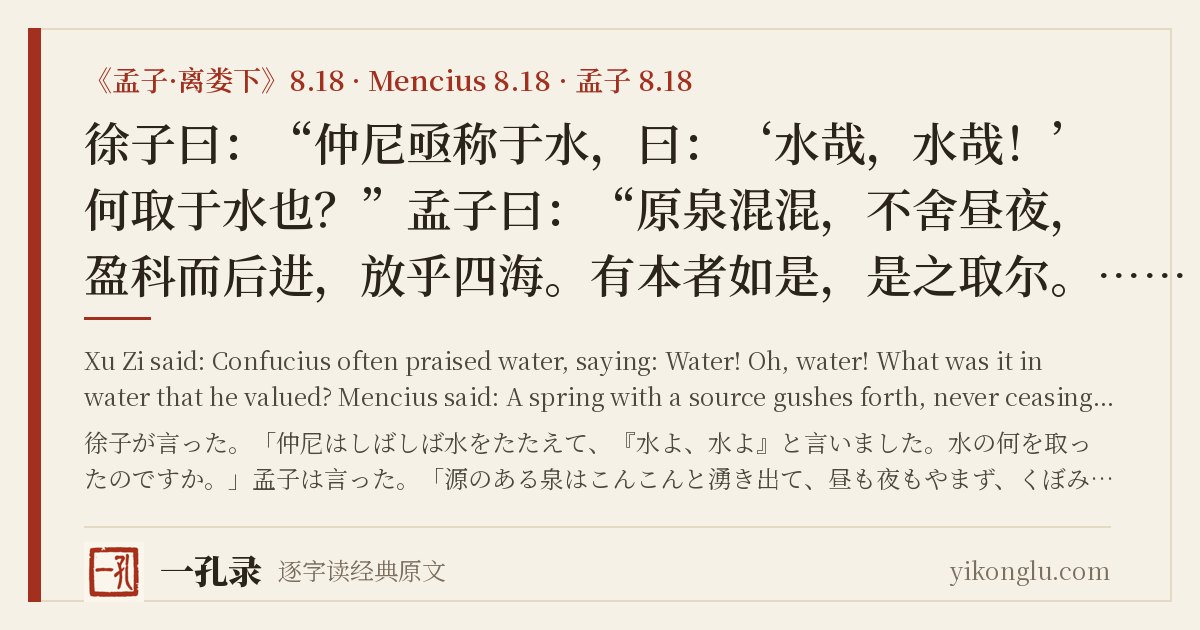 《孟子·离娄下》8.18 · Mencius 8.18 · 孟子 8.18
徐子曰：“仲尼亟称于水，曰：‘水哉，水哉！’
何取于水也？”孟子曰：“原泉混混，不舍昼夜，
盈科而后进，放乎四海。有本者如是，是之取尔。……
Xu Zi said: Confucius often praised water, saying: Water! Oh, water! What was it in
water that he valued? Mencius said: A spring with a source gushes forth, never ceasing...
徐子が言った。「仲尼はしばしば水をたたえて、『水よ、水よ』と言いました。水の何を取っ
たのですか。」孟子は言った。「源のある泉はこんこんと湧き出て、昼も夜もやまず、くぼみ…
一孔
一孔录 逐字读经典原文 yikonglu.com